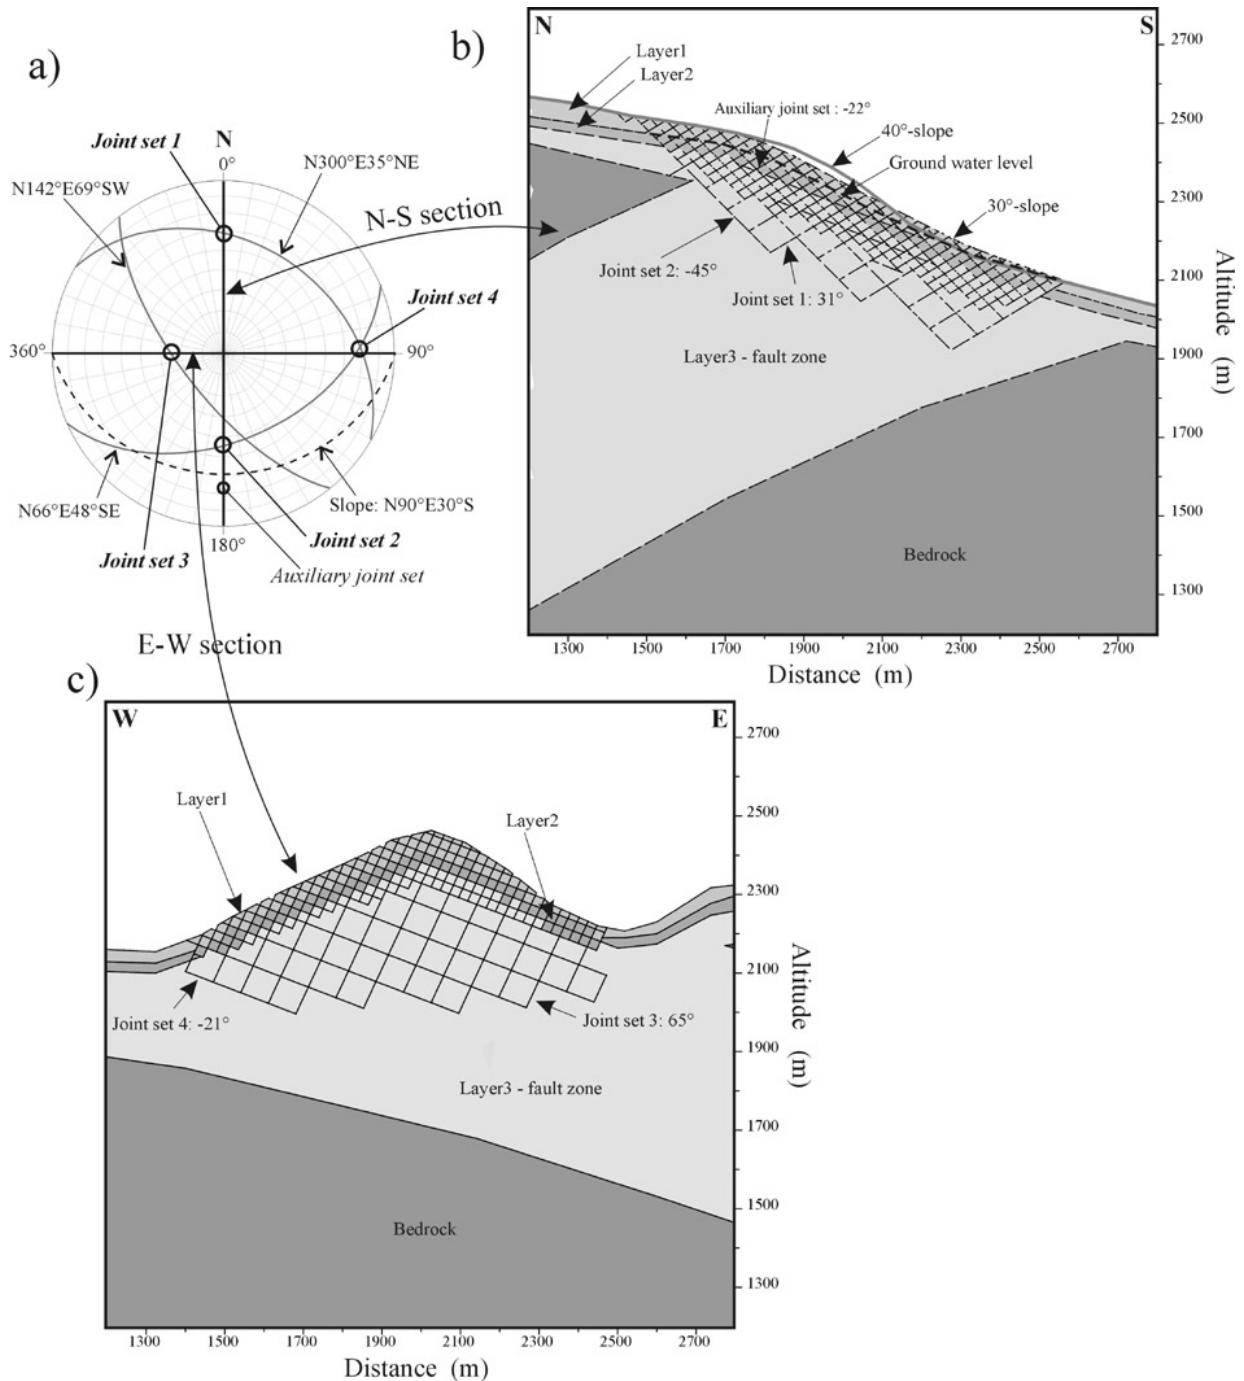 a)
N
0°
Joint set 1
N300°E35°NE
N142°E69°SW
N-S section
Joint set 4
360°
90°
N66°E48°SE
Slope: N90°E30°S
Joint set 3
180°
Joint set 2
Auxiliary joint set
E-W section
b)
N
S
Layer1
Layer2
Auxiliary joint set : -22°
40°-slope
Ground water level
30°-slope
Joint set 2: -45°
Joint set 1: 31°
Layer3 - fault zone
Bedrock
2700
2500
2300
2100
1900
1700
1500
1300
Altitude (m)
1300 1500 1700 1900 2100 2300 2500 2700
Distance (m)
c)
W
E
Layer1
Layer2
Joint set 4: -21°
Joint set 3: 65°
Layer3 - fault zone
Bedrock
2700
2500
2300
2100
1900
1700
1500
1300
Altitude (m)
1300 1500 1700 1900 2100 2300 2500 2700
Distance (m)